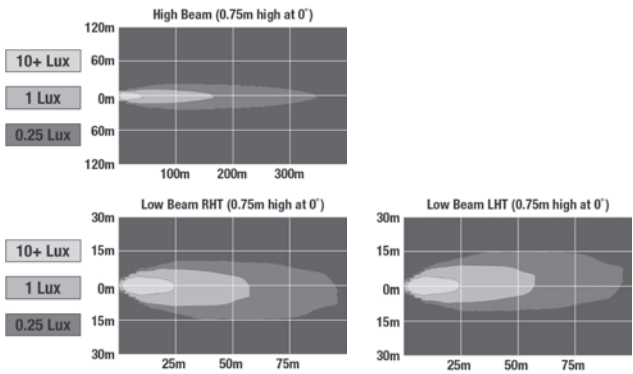 High Beam (0.75m high at 0°)
10+ Lux
1 Lux
0.25 Lux
120m
60m
0m
60m
120m
100m 200m 300m
Low Beam RHT (0.75m high at 0°)
10+ Lux
1 Lux
0.25 Lux
30m
15m
0m
15m
30m
25m 50m 75m
Low Beam LHT (0.75m high at 0°)
30m
15m
0m
15m
30m
25m 50m 75m